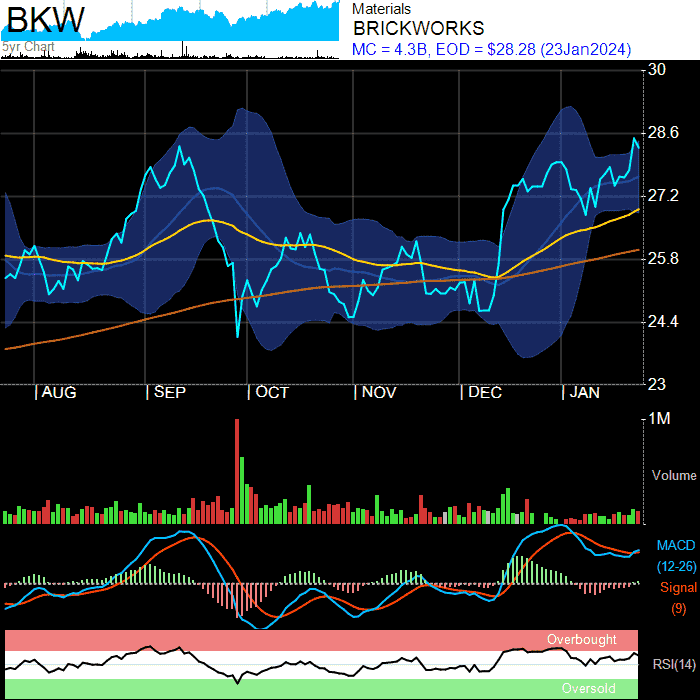 BKW
5yr Chart
Materials
BRICKWORKS
MC = 4.3B, EOD = $28.28 (23Jan2024)
30
28.6
27.2
25.8
24.4
23
| AUG | SEP | OCT | NOV | DEC | JAN
1M
Volume
MACD
(12-26)
Signal
(9)
Overbought
RSI(14)
Oversold